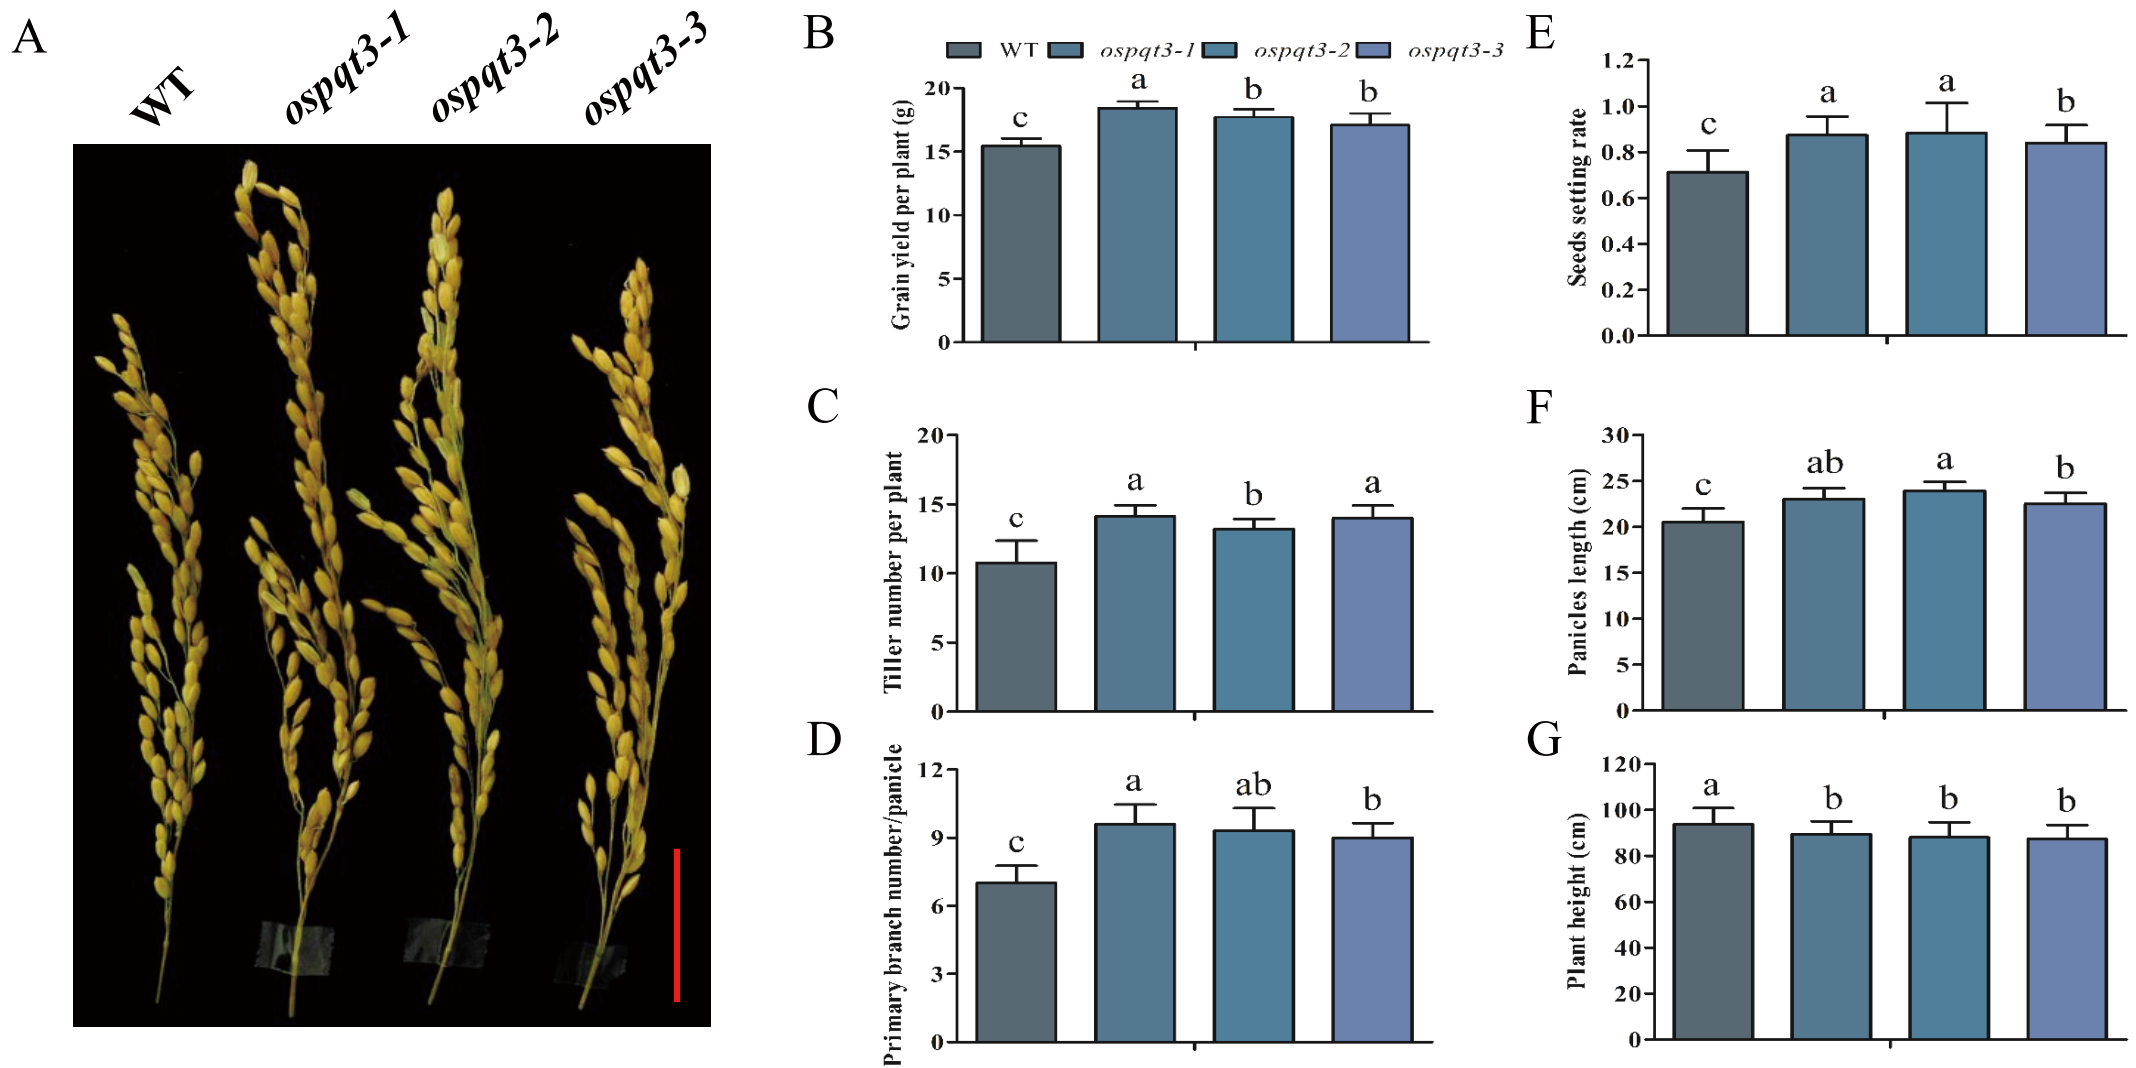 A
WT
ospqt3-1
ospqt3-2
ospqt3-3
B
WT
ospqt3-1
ospqt3-2
ospqt3-3
Grain yield per plant (g)
20
15
10
5
0
c
a
b
b
C
Tiller number per plant
20
15
10
5
0
c
a
b
a
D
Primary branch number/panicle
12
9
6
3
0
c
a
ab
b
E
Seeds setting rate
1.2
1.0
0.8
0.6
0.4
0.2
0.0
c
a
a
b
F
Panicles length (cm)
30
25
20
15
10
5
0
c
ab
a
b
G
Plant height (cm)
120
100
80
60
40
20
0
a
b
b
b